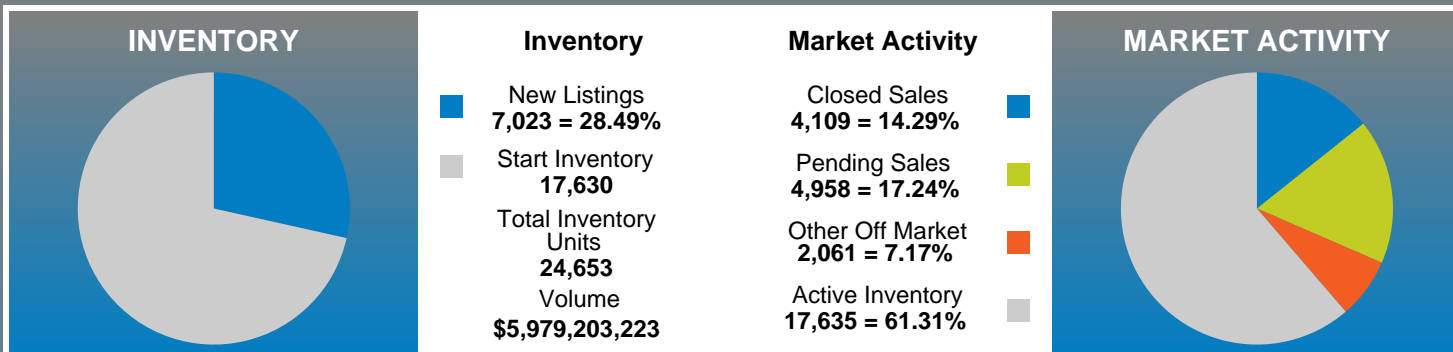 INVENTORY
Inventory
New Listings
7,023 = 28.49%
Start Inventory
17,630
Total Inventory
Units
24,653
Volume
$5,979,203,223
Market Activity
Closed Sales
4,109 = 14.29%
Pending Sales
4,958 = 17.24%
Other Off Market
2,061 = 7.17%
Active Inventory
17,635 = 61.31%
MARKET ACTIVITY